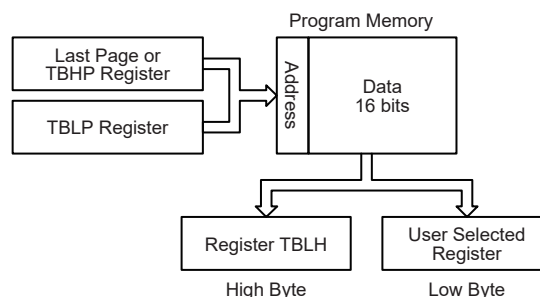 Program Memory
Last Page or
TBHP Register
TBLP Register
Address
Data
16 bits
Register TBLH
User Selected
Register
High Byte
Low Byte